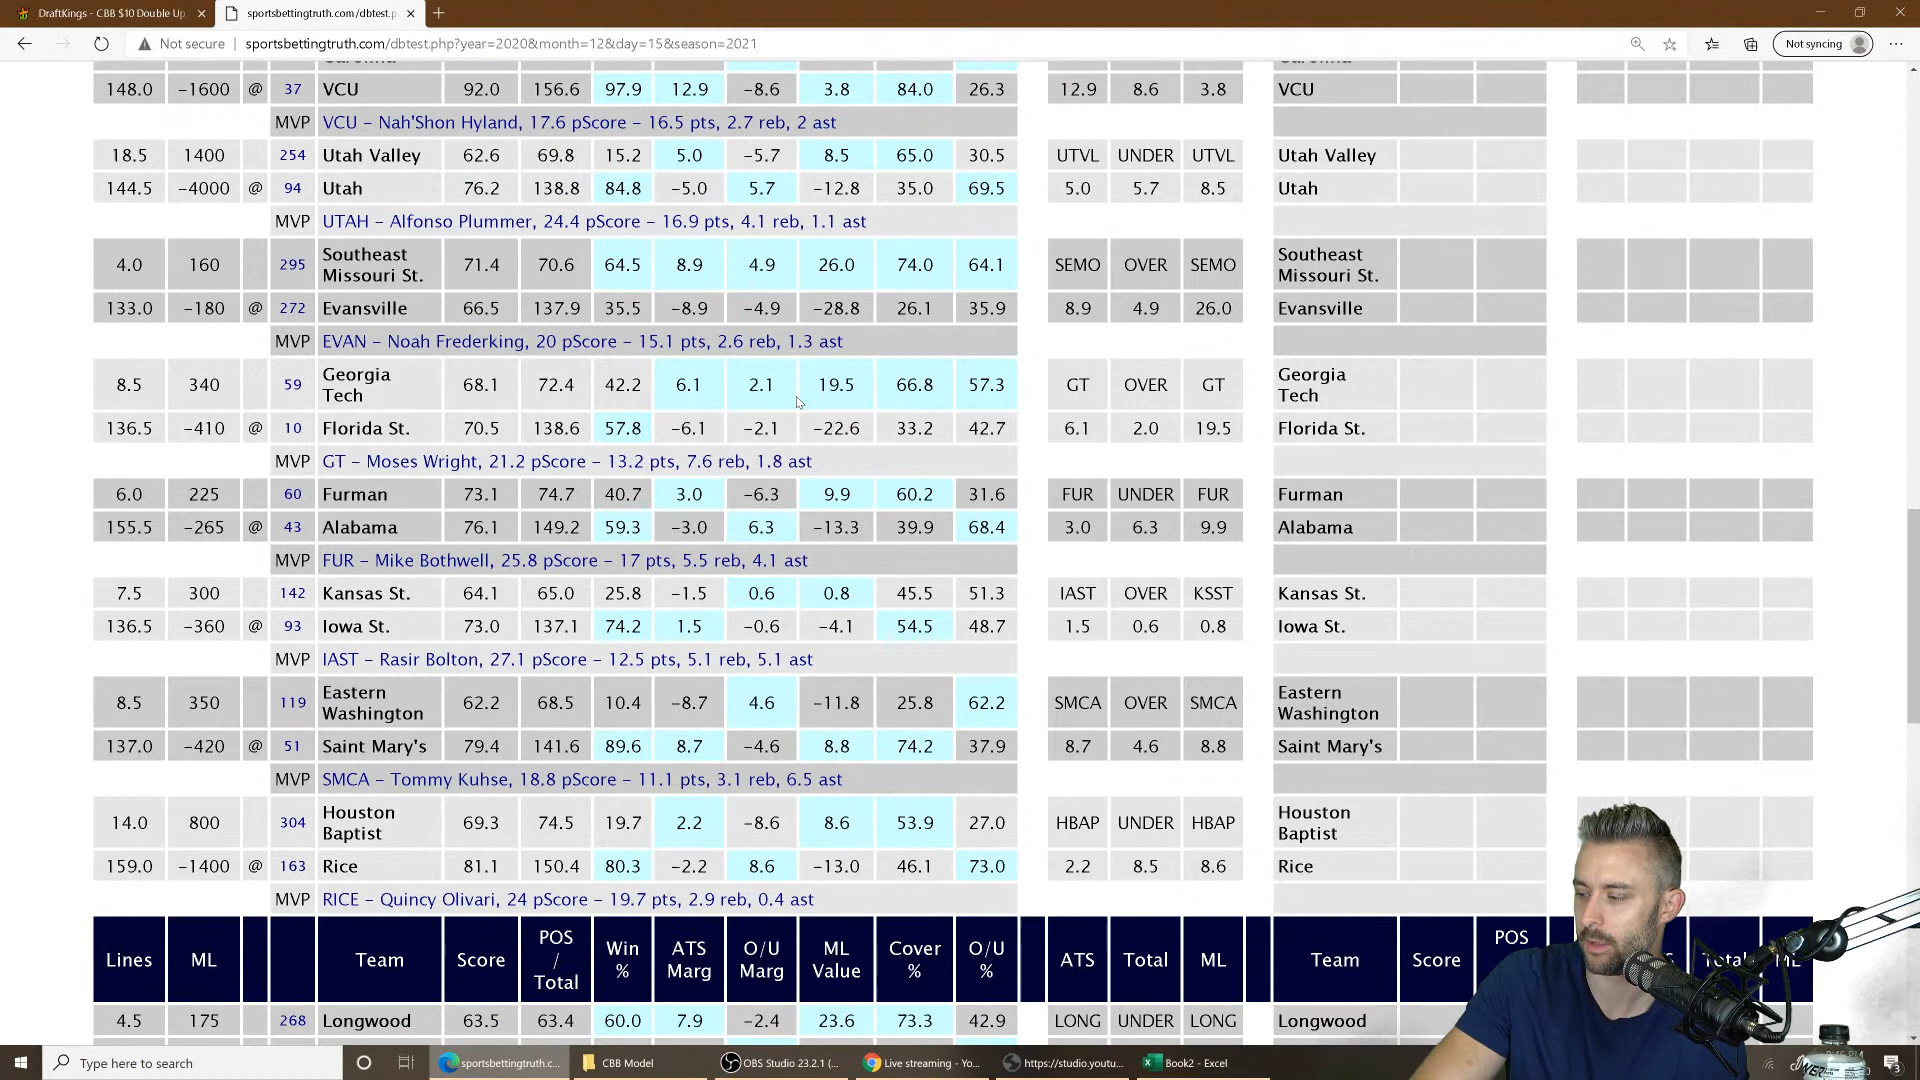 DraftKings - CBB $10 Double Up
sportsbettingtruth.com/dbtest.p
Not secure sportsbettingtruth.com/dbtest.php?year=2020&month=12&day=15&season=2021 Not syncing
148.0 -1600 @ 37 VCU 92.0 156.6 97.9 12.9 -8.6 3.8 84.0 26.3 12.9 8.6 3.8 VCU
MVP VCU - Nah'Shon Hyland, 17.6 pScore - 16.5 pts, 2.7 reb, 2 ast
18.5 1400 254 Utah Valley 62.6 69.8 15.2 5.0 -5.7 8.5 65.0 30.5 UTVL UNDER UTVL Utah Valley
144.5 -4000 @ 94 Utah 76.2 138.8 84.8 -5.0 5.7 -12.8 35.0 69.5 5.0 5.7 8.5 Utah
MVP UTAH - Alfonso Plummer, 24.4 pScore - 16.9 pts, 4.1 reb, 1.1 ast
4.0 160 295 Southeast Missouri St. 71.4 70.6 64.5 8.9 4.9 26.0 74.0 64.1 SEMO OVER SEMO Southeast Missouri St.
133.0 -180 @ 272 Evansville 66.5 137.9 35.5 -8.9 -4.9 -28.8 26.1 35.9 8.9 4.9 26.0 Evansville
MVP EVAN - Noah Frederking, 20 pScore - 15.1 pts, 2.6 reb, 1.3 ast
8.5 340 59 Georgia Tech 68.1 72.4 42.2 6.1 2.1 19.5 66.8 57.3 GT OVER GT Georgia Tech
136.5 -410 @ 10 Florida St. 70.5 138.6 57.8 -6.1 -2.1 -22.6 33.2 42.7 6.1 2.0 19.5 Florida St.
MVP GT - Moses Wright, 21.2 pScore - 13.2 pts, 7.6 reb, 1.8 ast
6.0 225 60 Furman 73.1 74.7 40.7 3.0 -6.3 9.9 60.2 31.6 FUR UNDER FUR Furman
155.5 -265 @ 43 Alabama 76.1 149.2 59.3 -3.0 6.3 -13.3 39.9 68.4 3.0 6.3 9.9 Alabama
MVP FUR - Mike Bothwell, 25.8 pScore - 17 pts, 5.5 reb, 4.1 ast
7.5 300 142 Kansas St. 64.1 65.0 25.8 -1.5 0.6 0.8 45.5 51.3 IAST OVER KSST Kansas St.
136.5 -360 @ 93 Iowa St. 73.0 137.1 74.2 1.5 -0.6 -4.1 54.5 48.7 1.5 0.6 0.8 Iowa St.
MVP IAST - Rasir Bolton, 27.1 pScore - 12.5 pts, 5.1 reb, 5.1 ast
8.5 350 119 Eastern Washington 62.2 68.5 10.4 -8.7 4.6 -11.8 25.8 62.2 SMCA OVER SMCA Eastern Washington
137.0 -420 @ 51 Saint Mary's 79.4 141.6 89.6 8.7 -4.6 8.8 74.2 37.9 8.7 4.6 8.8 Saint Mary's
MVP SMCA - Tommy Kuhse, 18.8 pScore - 11.1 pts, 3.1 reb, 6.5 ast
14.0 800 304 Houston Baptist 69.3 74.5 19.7 2.2 -8.6 8.6 53.9 27.0 HBAP UNDER HBAP Houston Baptist
159.0 -1400 @ 163 Rice 81.1 150.4 80.3 -2.2 8.6 -13.0 46.1 73.0 2.2 8.5 8.6 Rice
MVP RICE - Quincy Olivari, 24 pScore - 19.7 pts, 2.9 reb, 0.4 ast
Lines ML Team Score POS / Total Win % ATS Marg O/U Marg ML Value Cover % O/U % ATS Total ML Team Score POS
4.5 175 268 Longwood 63.5 63.4 60.0 7.9 -2.4 23.6 73.3 42.9 LONG UNDER LONG Longwood
Type here to search sportsbettingtruth.c... CBB Model OBS Studio 23.2.1 (... Live streaming - Yo... https://studio.youtu... Book2 - Excel